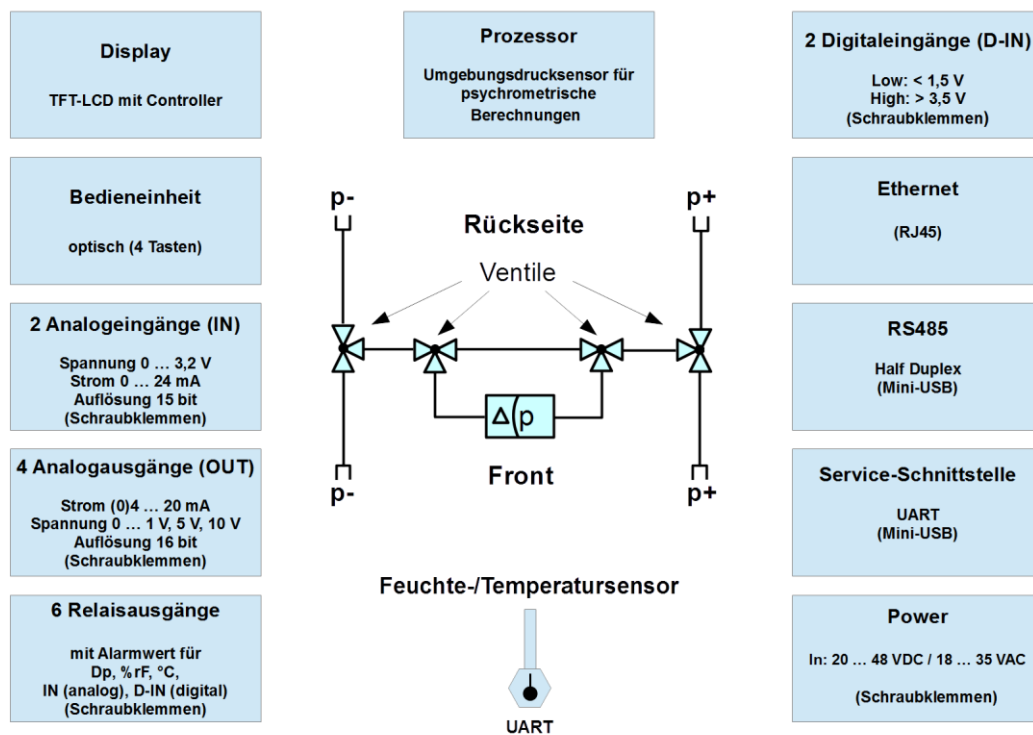 Display
TFT-LCD mit Controller
Prozessor
Umgebungsdrucksensor für
psychrometrische
Berechnungen
2 Digitaleingänge (D-IN)
Low: < 1,5 V
High: > 3,5 V
(Schraubklemmen)
Bedieneinheit
optisch (4 Tasten)
p-
p+
Rückseite
Ventile
Ethernet
(RJ45)
2 Analogeingänge (IN)
Spannung 0 … 3,2 V
Strom 0 … 24 mA
Auflösung 15 bit
(Schraubklemmen)
RS485
Half Duplex
(Mini-USB)
Δ(p
4 Analogausgänge (OUT)
Strom (0)4 … 20 mA
Spannung 0 … 1 V, 5 V, 10 V
Auflösung 16 bit
(Schraubklemmen)
Front
p-
p+
Service-Schnittstelle
UART
(Mini-USB)
6 Relaisausgänge
mit Alarmwert für
Dp, %rF, °C,
IN (analog), D-IN (digital)
(Schraubklemmen)
Feuchte-/Temperatursensor
UART
Power
In: 20 … 48 VDC / 18 … 35 VAC
(Schraubklemmen)